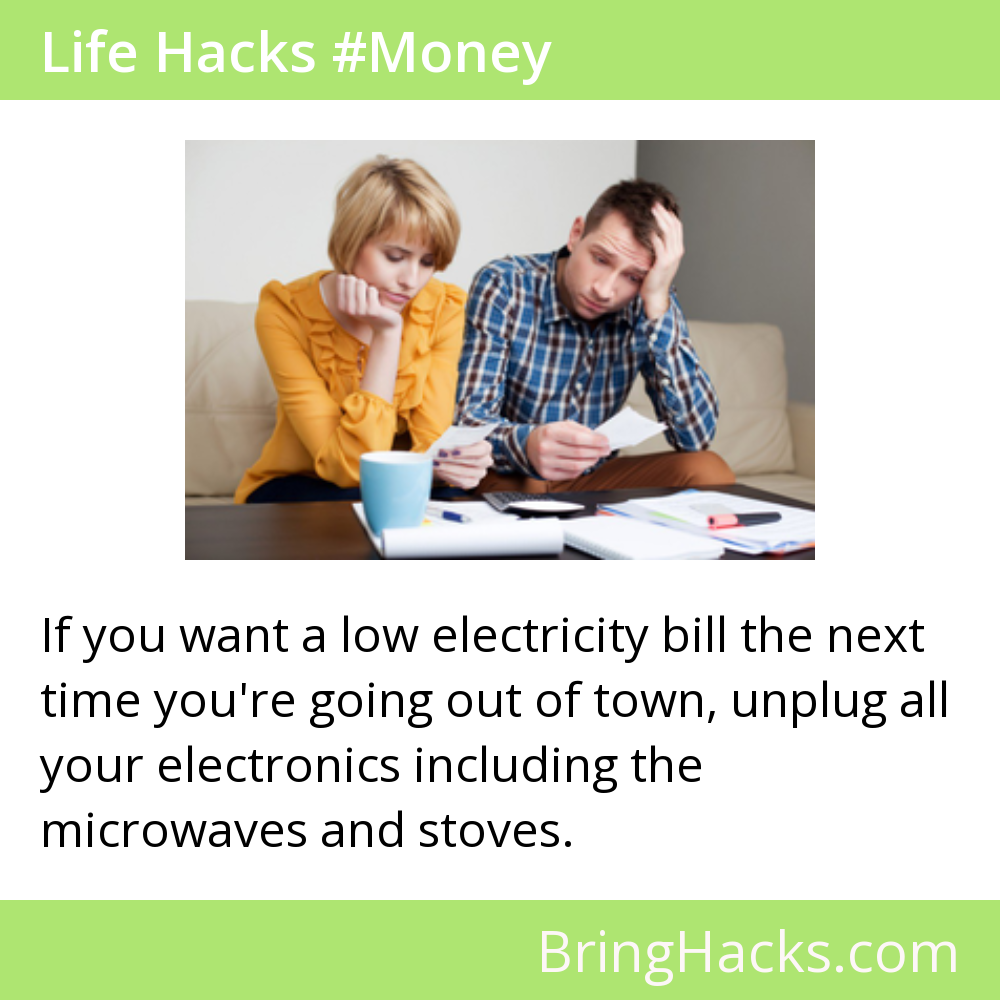 Life Hacks #Money
If you want a low electricity bill the next
time you're going out of town, unplug all
your electronics including the
microwaves and stoves.
BringHacks.com